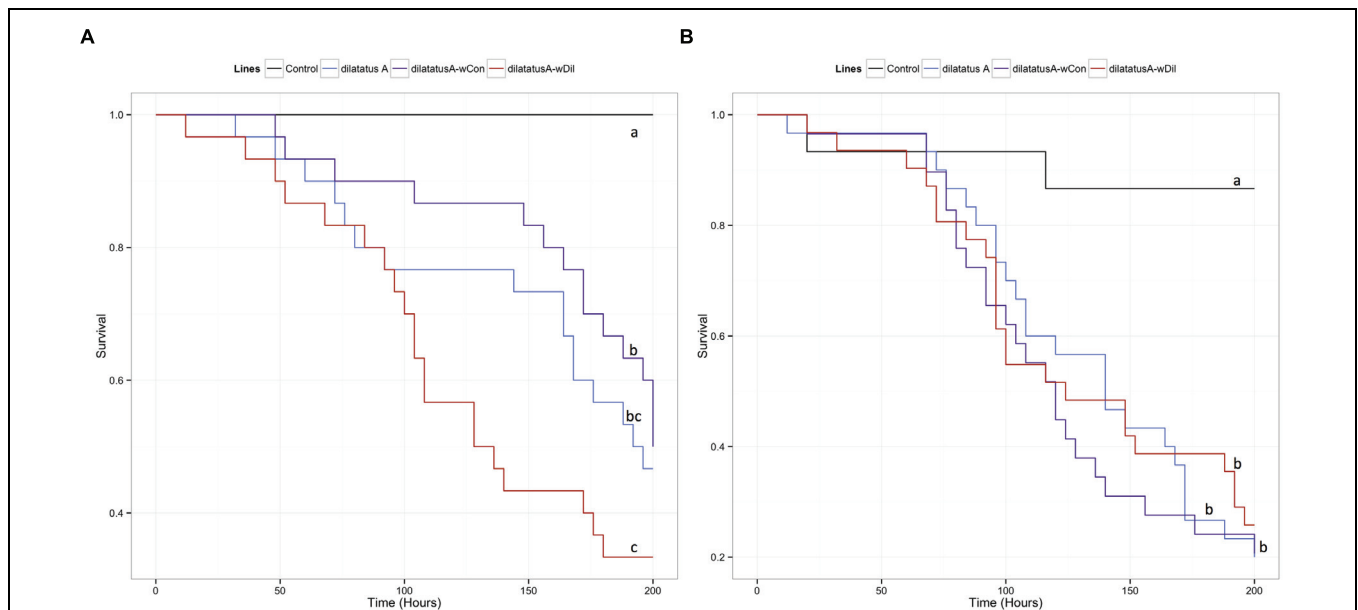 A
Lines Control dilatatus A dilatatusA-wCon dilatatusA-wDil
1.0
0.8
0.6
0.4
Survival
a
b
bc
c
0 50 100 150 200
Time (Hours)
B
Lines Control dilatatus A dilatatusA-wCon dilatatusA-wDil
1.0
0.8
0.6
0.4
0.2
Survival
a
b
b
b
0 50 100 150 200
Time (Hours)